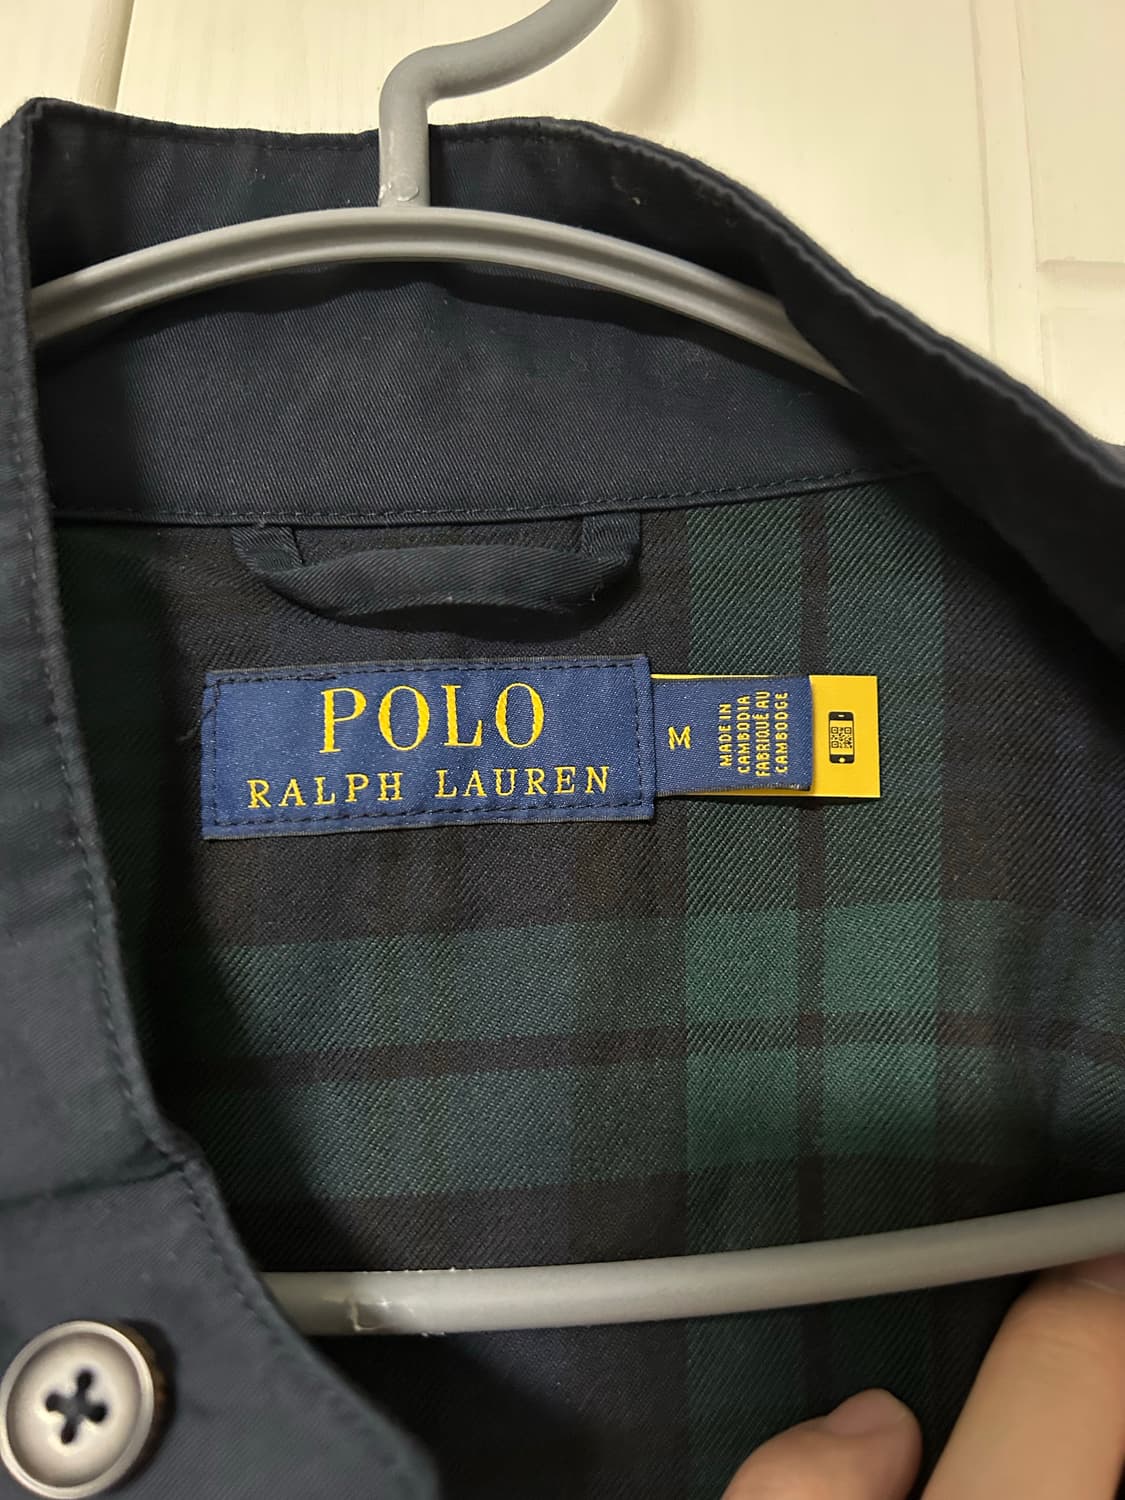 POLO
RALPH LAUREN
M
MADE IN
CAMBODIA
FABRIQUÉ AU
CAMBODGE